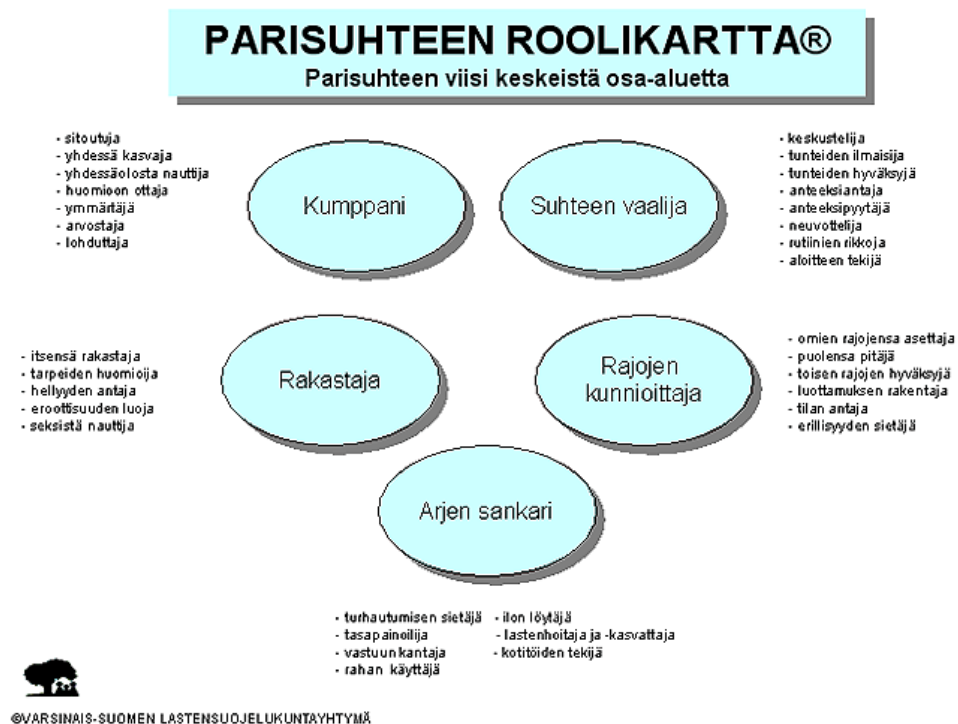 PARISUHTEEN ROOLIKARTTA®
Parisuhteen viisi keskeistä osa-aluetta
- sitoutuja
- yhdessä kasvaja
- yhdessäolosta nauttija
- huomioon ottaja
- ymmärtäjä
- arvostaja
- lohduttaja
Kumppani
Suhteen vaalija
- keskustelija
- tunteiden ilmaisija
- tunteiden hyväksyjä
- anteeksiantaja
- anteeksipyytäjä
- neuvottelija
- rutiinien rikkoja
- aloitteen tekijä
- itsensä rakastaja
- tarpeiden huomioija
- hellyyden antaja
- eroottisuuden luoja
- seksistä nauttija
Rakastaja
Rajojen
kunnioittaja
- omien rajojensa asettaja
- puolensa pitäjä
- toisen rajojen hyväksyjä
- luottamuksen rakentaja
- tilan antaja
- erillisyyden sietäjä
Arjen sankari
- turhautumisen sietäjä
- tasapainoilija
- vastuunkantaja
- rahan käyttäjä
- ilon löytäjä
- lastenhoitaja ja -kasvattaja
- kotitöiden tekijä
©VARSINAIS-SUOMEN LASTENSUOJELUKUNTAYHTYMÄ